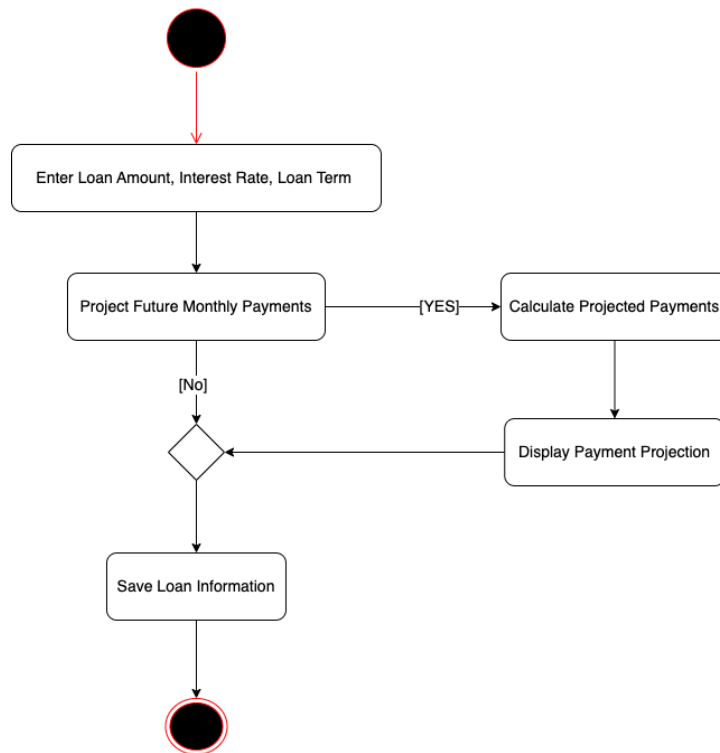 Enter Loan Amount, Interest Rate, Loan Term
Project Future Monthly Payments
[YES]
Calculate Projected Payments
[No]
Display Payment Projection
Save Loan Information